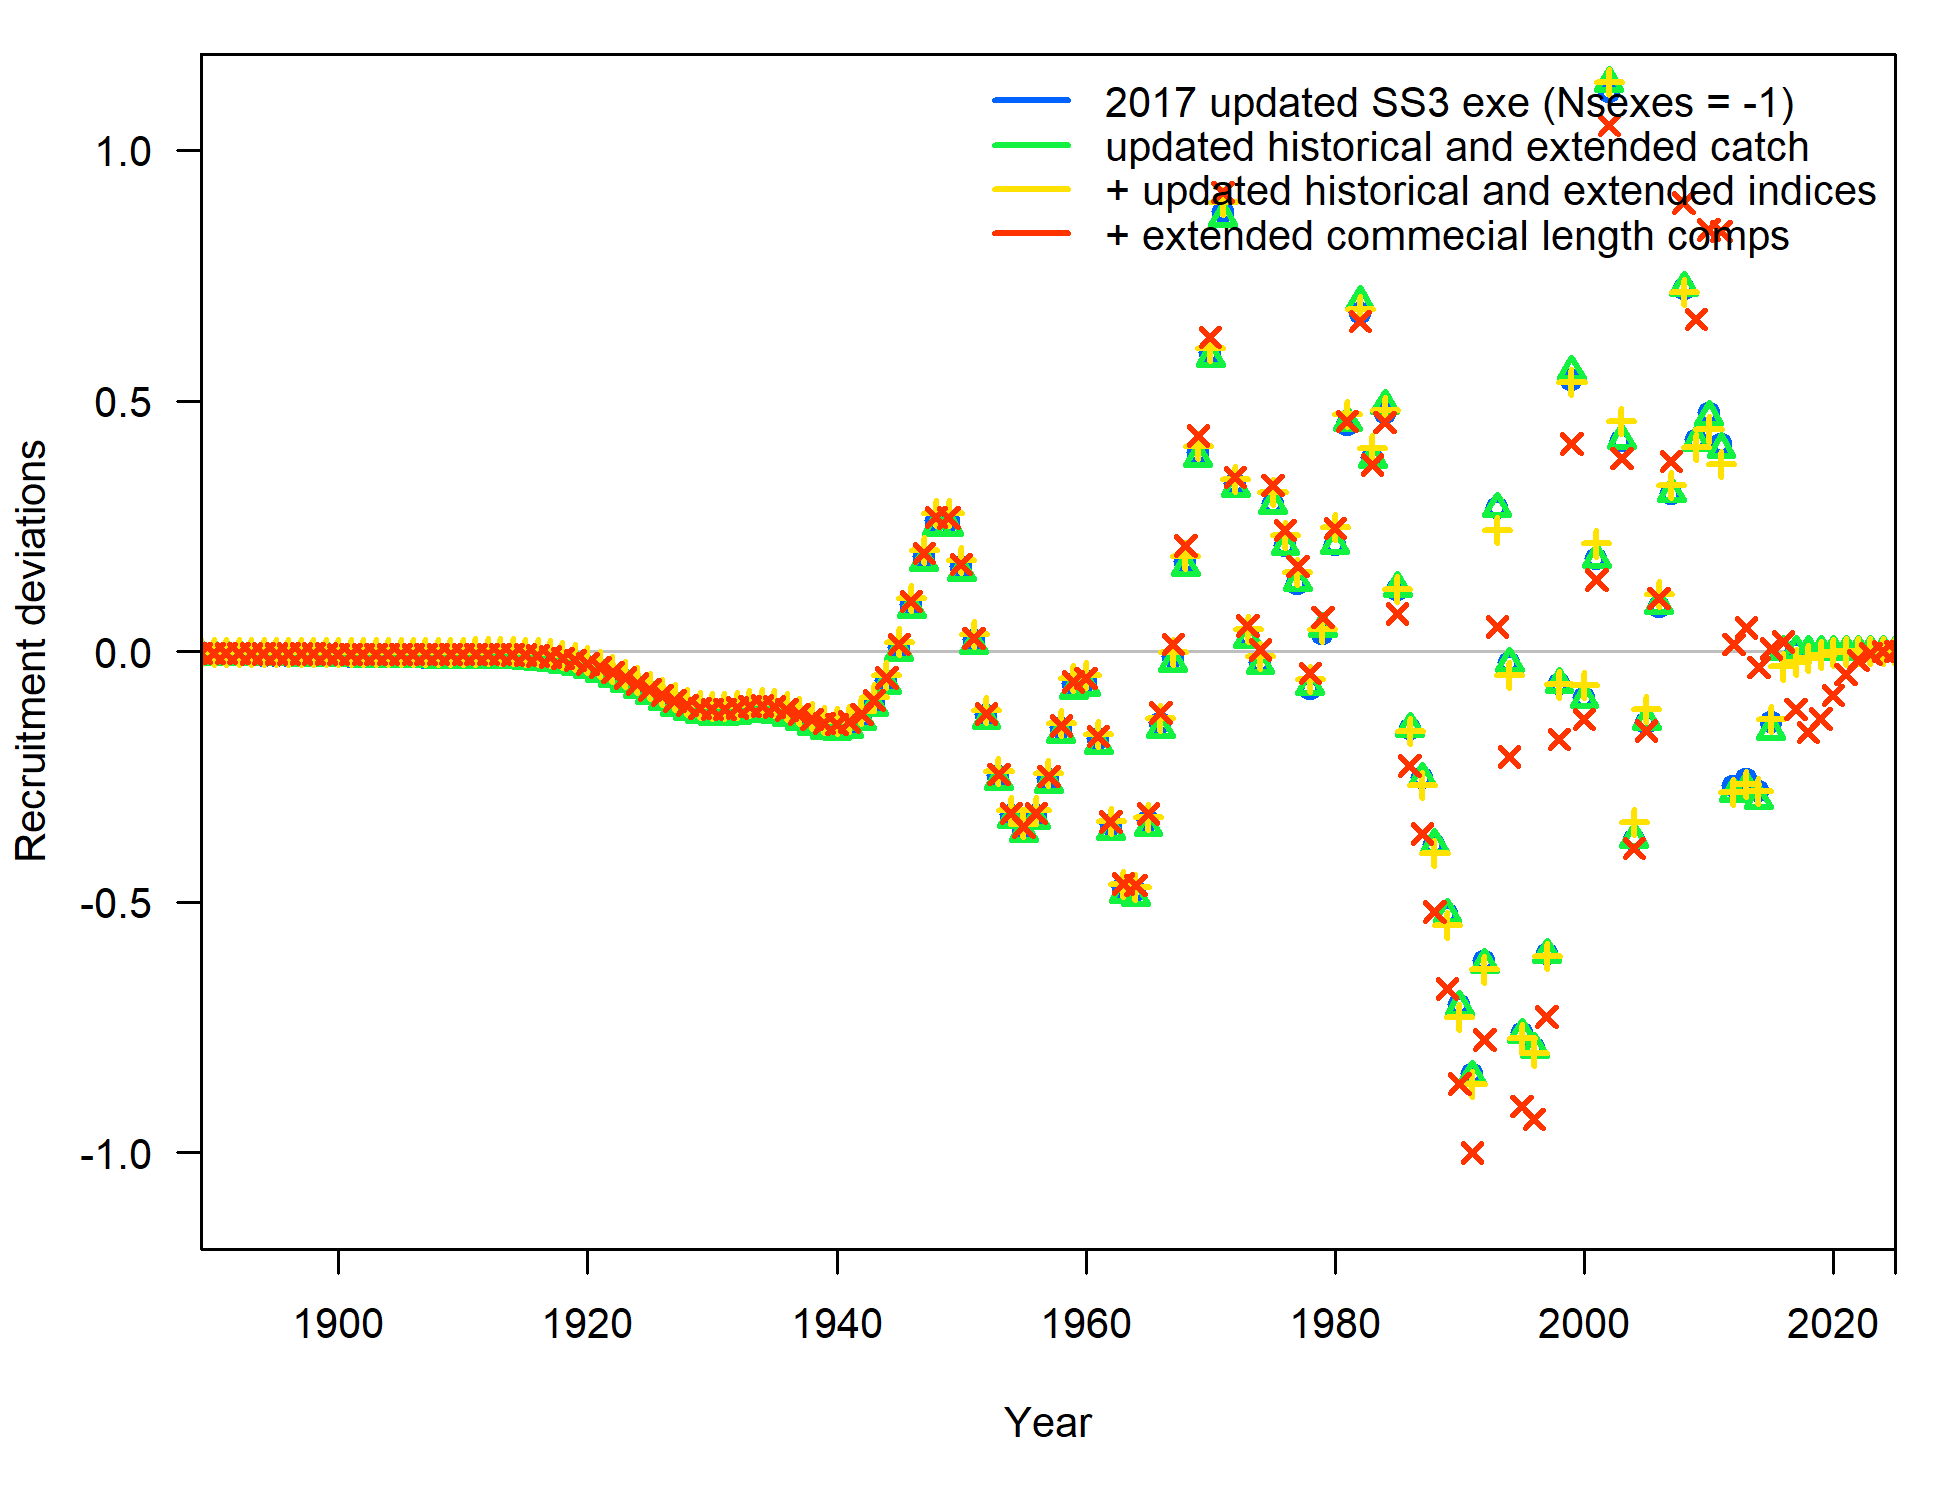 2017 updated SS3 exe (Nsexes = -1)
updated historical and extended catch
+ updated historical and extended indices
+ extended commecial length comps
1.0
0.5
0.0
-0.5
-1.0
Recruitment deviations
1900 1920 1940 1960 1980 2000 2020
Year